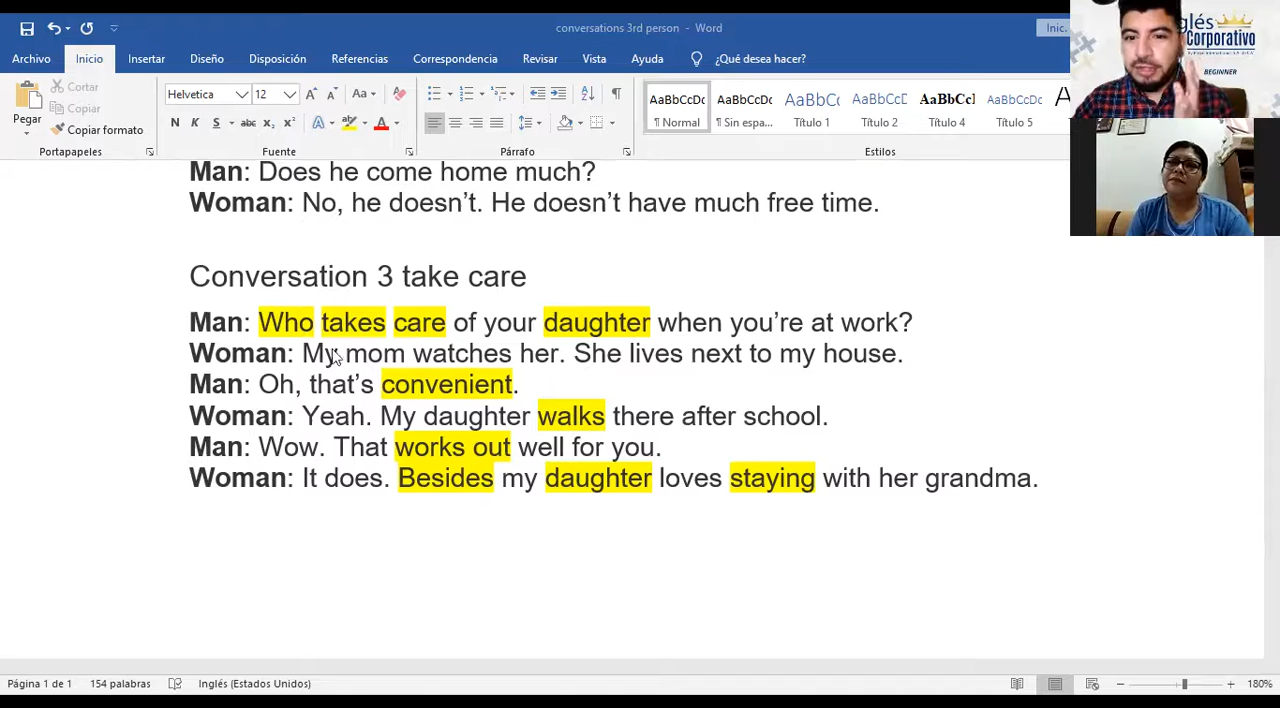 conversations 3rd person - Word
Inic.
Archivo Inicio Insertar Diseño Disposición Referencias Correspondencia Revisar Vista Ayuda ¿Qué desea hacer?
Pegar
Cortar
Copiar
Copiar formato
Portapapeles
Helvetica 12
Fuente
Párrafo
AaBbCcDc AaBbCcDc AaBbC AaBbCcD AaBbCcI AaBbCcDc
¶ Normal ¶ Sin espa... Título 1 Título 2 Título 4 Título 5
Estilos
glés
Corporativo
BEGINNER
Man: Does he come home much?
Woman: No, he doesn’t. He doesn’t have much free time.
Conversation 3 take care
Man: Who takes care of your daughter when you’re at work?
Woman: My mom watches her. She lives next to my house.
Man: Oh, that’s convenient.
Woman: Yeah. My daughter walks there after school.
Man: Wow. That works out well for you.
Woman: It does. Besides my daughter loves staying with her grandma.
Página 1 de 1 154 palabras Inglés (Estados Unidos) 180%